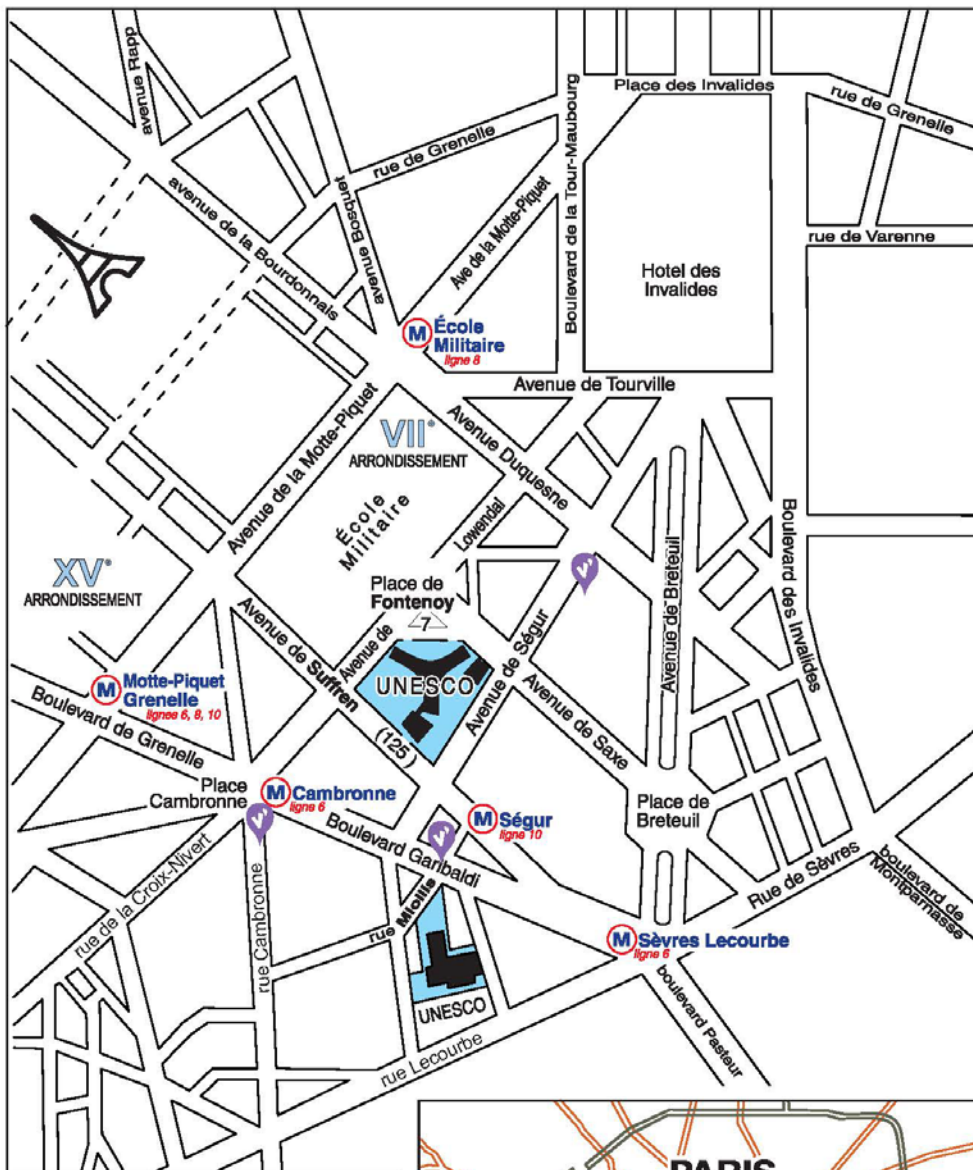 avenue Rapp
Place des Invalides
rue de Grenelle
rue de Grenelle
avenue de la Bourdonnais
avenue Bosquet
Ave de la Motte-Piquet
Boulevard de la Tour-Maubourg
rue de Varenne
Hotel des
Invalides
M École
Militaire
ligne 8
Avenue de Tourville
Avenue de la Motte-Piquet
VIIe
ARRONDISSEMENT
Avenue Duquesne
École
Militaire
Lowendal
Boulevard des Invalides
Avenue de Breteuil
XVe
ARRONDISSEMENT
Place de
Fontenoy
7
Avenue de
Avenue de Suffren
(125)
UNESCO
Avenue de Ségur
Avenue de Saxe
M Motte-Piquet
Grenelle
lignes 6, 8, 10
Boulevard de Grenelle
Place
Cambronne
M Cambronne
ligne 6
Boulevard Garibaldi
M Ségur
ligne 10
Place de
Breteuil
rue de la Croix-Nivert
rue Cambronne
rue Miollis
Rue de Sèvres
boulevard de
Montparnasse
M Sèvres Lecourbe
ligne 6
UNESCO
boulevard Pasteur
rue Lecourbe
PARIS